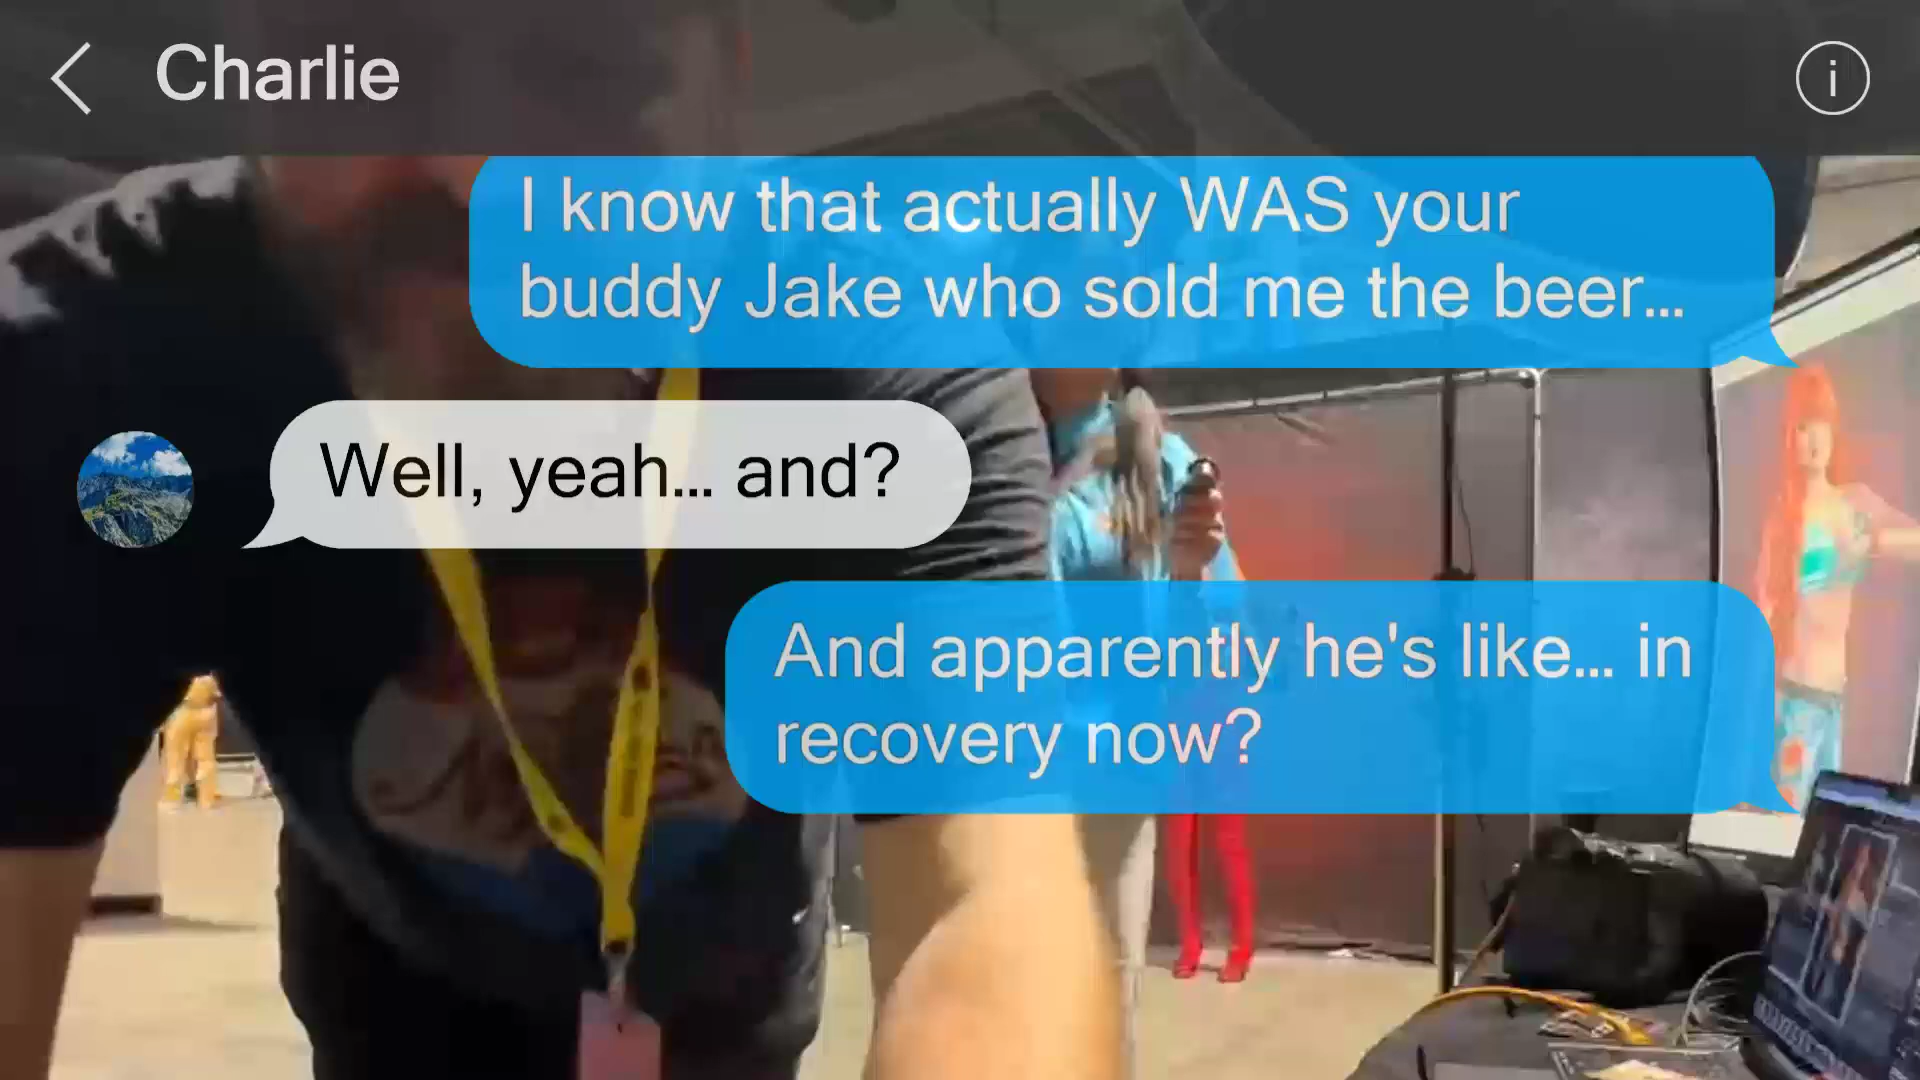 Charlie
I know that actually WAS your
buddy Jake who sold me the beer...
Well, yeah... and?
And apparently he's like... in
recovery now?